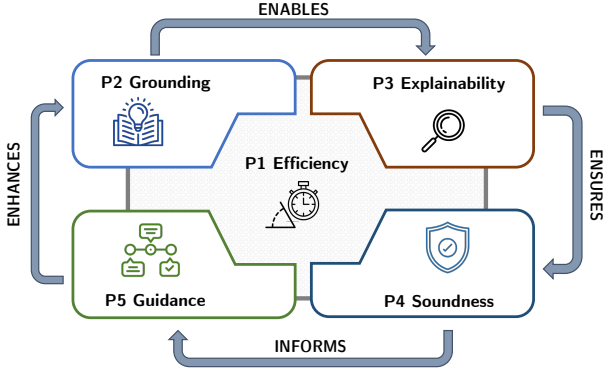 ENABLES
P2 Grounding
P3 Explainability
P1 Efficiency
ENHANCES
ENSURES
P5 Guidance
P4 Soundness
INFORMS